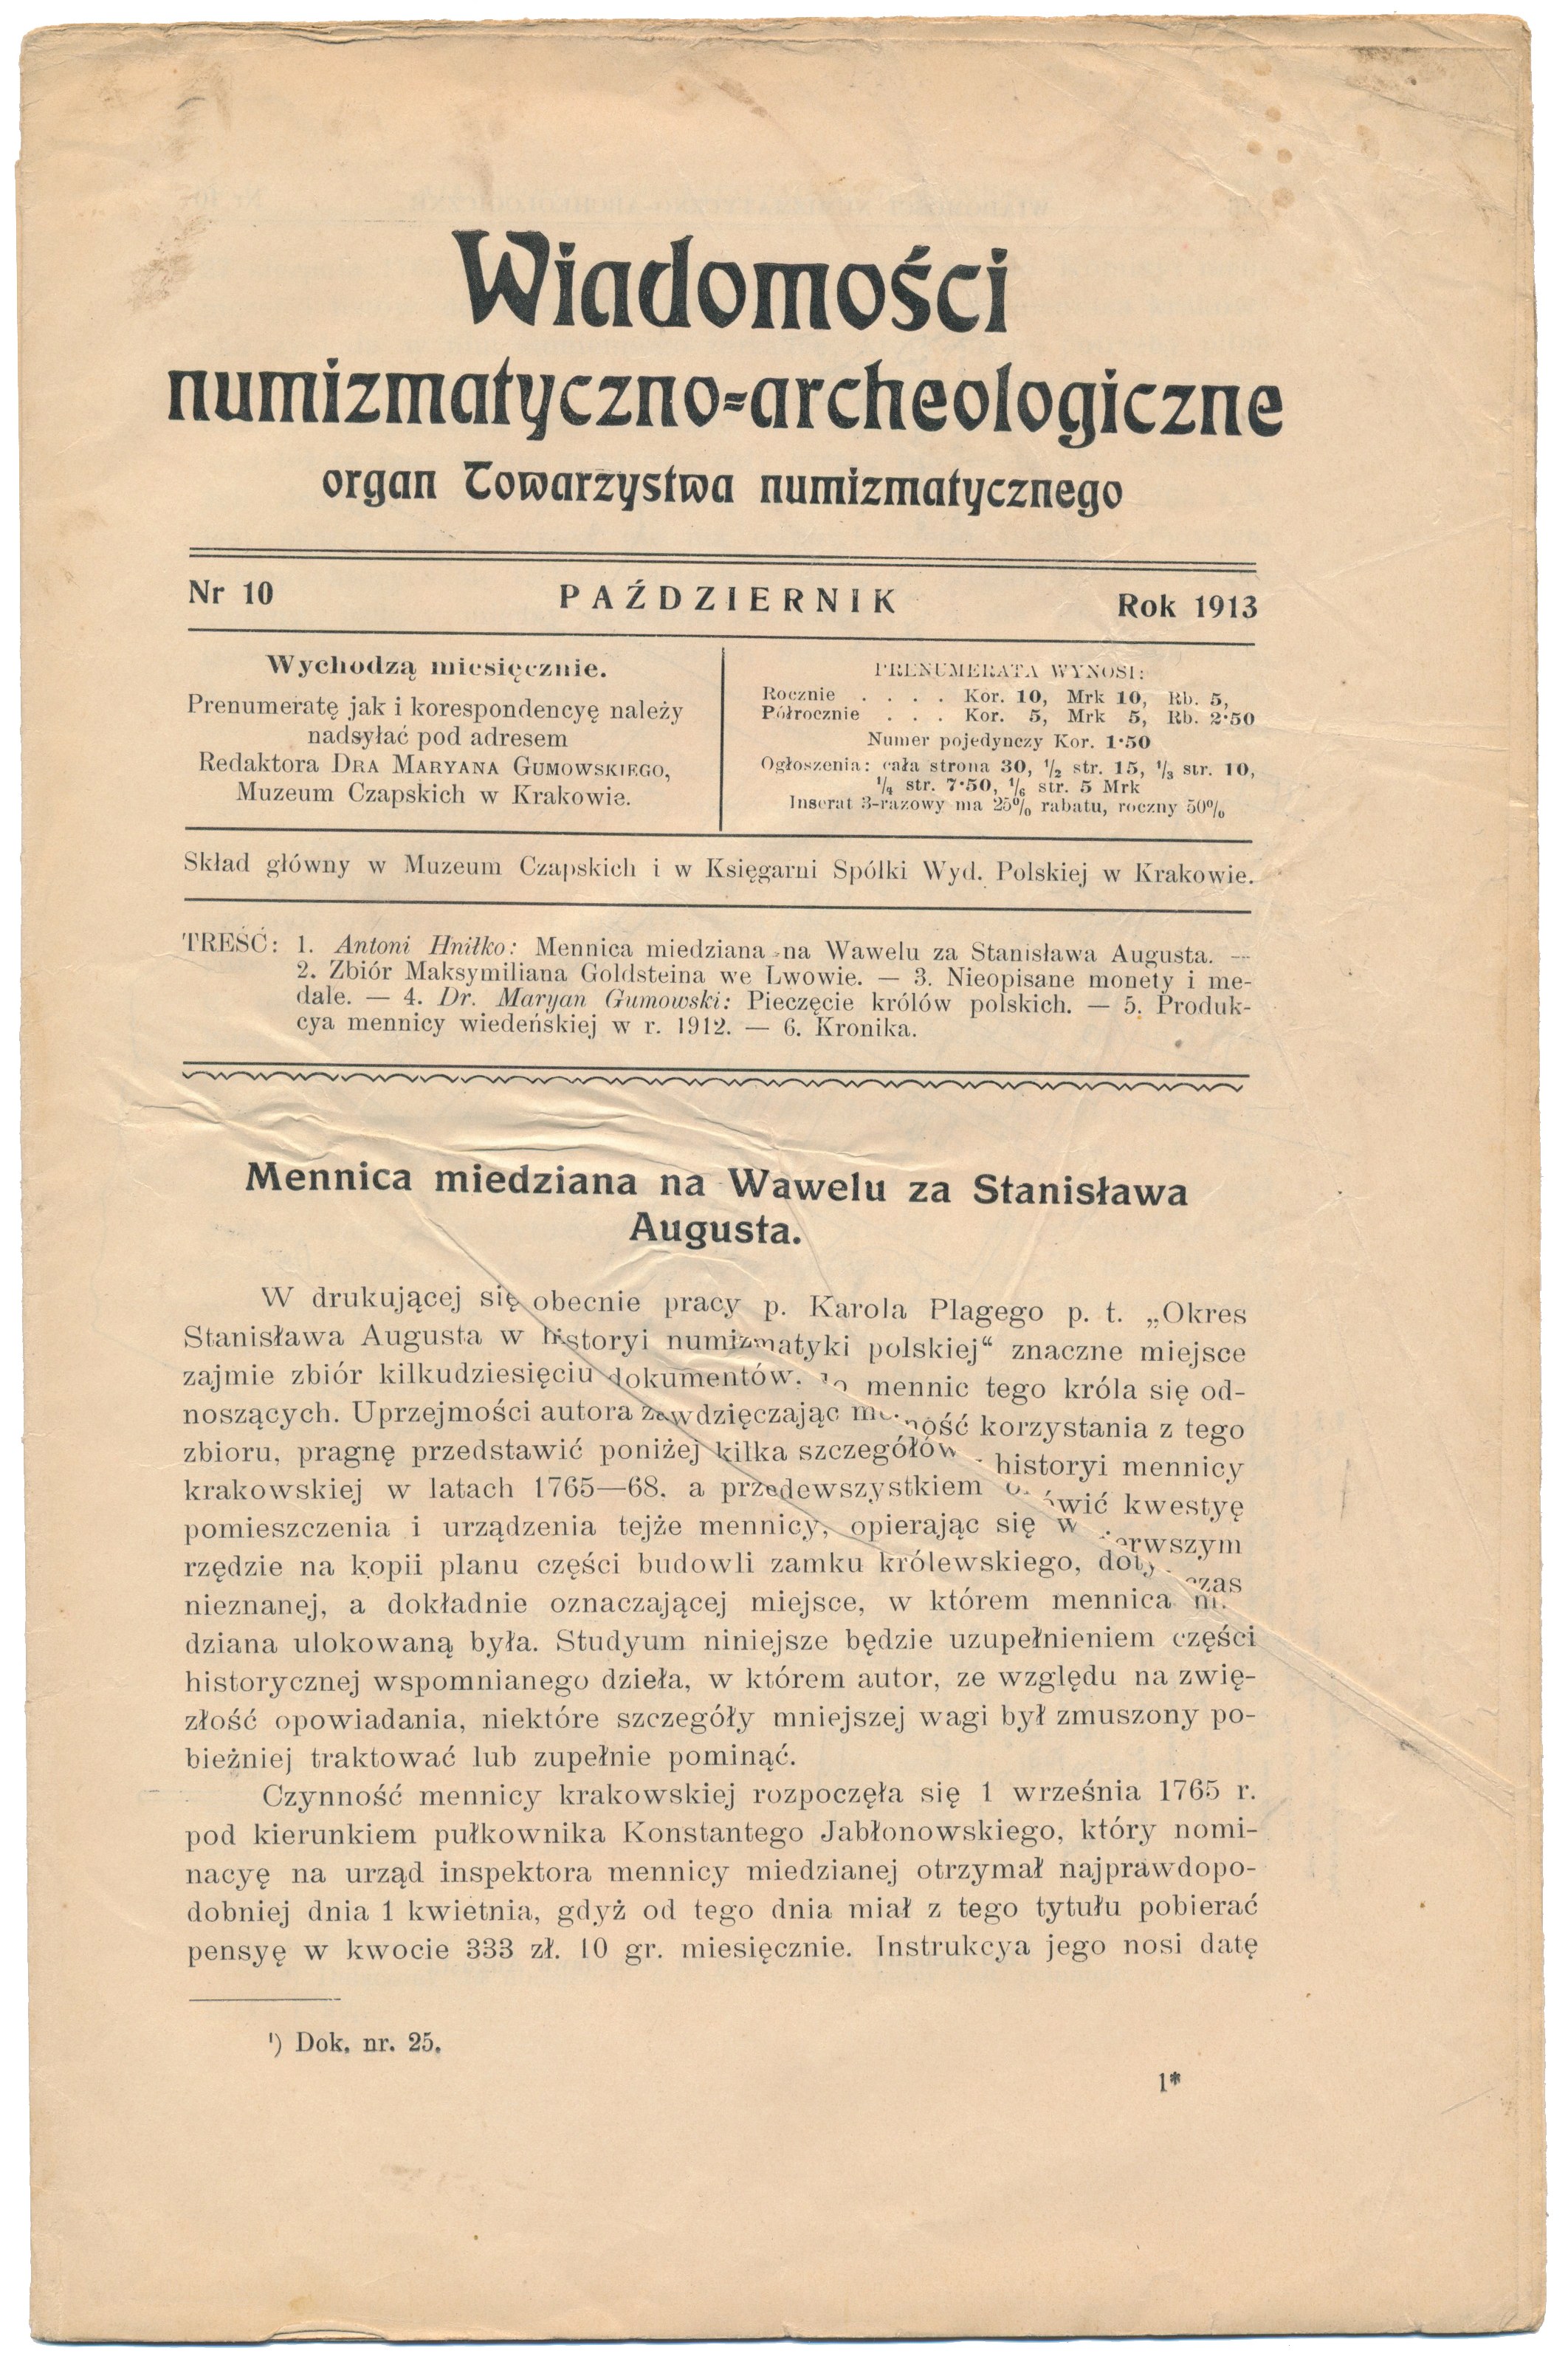 Wiadomości
numizmatyczno-archeologiczne
organ Towarzystwa numizmatycznego
Nr 10 PAŹDZIERNIK Rok 1913
Wychodzą miesięcznie.
Prenumeratę jak i korespondencyę należy
nadsyłać pod adresem
Redaktora DRA MARYANA GUMOWSKIEGO,
Muzeum Czapskich w Krakowie.
PRENUMERATA WYNOSI:
Rocznie . . . . Kor. 10, Mrk 10, Rb. 5,
Półrocznie . . . Kor. 5, Mrk 5, Rb. 2·50
Numer pojedynczy Kor. 1·50
Ogłoszenia: cała strona 30, 1/2 str. 15, 1/3 str. 10,
1/4 str. 7·50, 1/6 str. 5 Mrk
Inserat 3-razowy ma 25% rabatu, roczny 50%
Skład główny w Muzeum Czapskich i w Księgarni Spółki Wyd. Polskiej w Krakowie.
TREŚĆ: 1. Antoni Hniłko: Mennica miedziana na Wawelu za Stanisława Augusta. —
2. Zbiór Maksymiliana Goldsteina we Lwowie. — 3. Nieopisane monety i me-
dale. — 4. Dr. Maryan Gumowski: Pieczęcie królów polskich. — 5. Produk-
cya mennicy wiedeńskiej w r. 1912. — 6. Kronika.
Mennica miedziana na Wawelu za Stanisława
Augusta.
W drukującej się obecnie pracy p. Karola Plagego p. t. „Okres
Stanisława Augusta w historyi numizmatyki polskiej“ znaczne miejsce
zajmie zbiór kilkudziesięciu dokumentów, do mennic tego króla się od-
noszących. Uprzejmości autora zawdzięczając możność korzystania z tego
zbioru, pragnę przedstawić poniżej kilka szczegółów historyi mennicy
krakowskiej w latach 1765—68, a przedewszystkiem omówić kwestyę
pomieszczenia i urządzenia tejże mennicy, opierając się w pierwszym
rzędzie na kopii planu części budowli zamku królewskiego, dotychczas
nieznanej, a dokładnie oznaczającej miejsce, w którem mennica mie-
dziana ulokowaną była. Studyum niniejsze będzie uzupełnieniem części
historycznej wspomnianego dzieła, w którem autor, ze względu na zwię-
złość opowiadania, niektóre szczegóły mniejszej wagi był zmuszony po-
bieżniej traktować lub zupełnie pominąć.
Czynność mennicy krakowskiej rozpoczęła się 1 września 1765 r.
pod kierunkiem pułkownika Konstantego Jabłonowskiego, który nomi-
nacyę na urząd inspektora mennicy miedzianej otrzymał najprawdopo-
dobniej dnia 1 kwietnia, gdyż od tego dnia miał z tego tytułu pobierać
pensyę w kwocie 333 zł. 10 gr. miesięcznie. Instrukcya jego nosi datę
¹) Dok. nr. 25.
1*